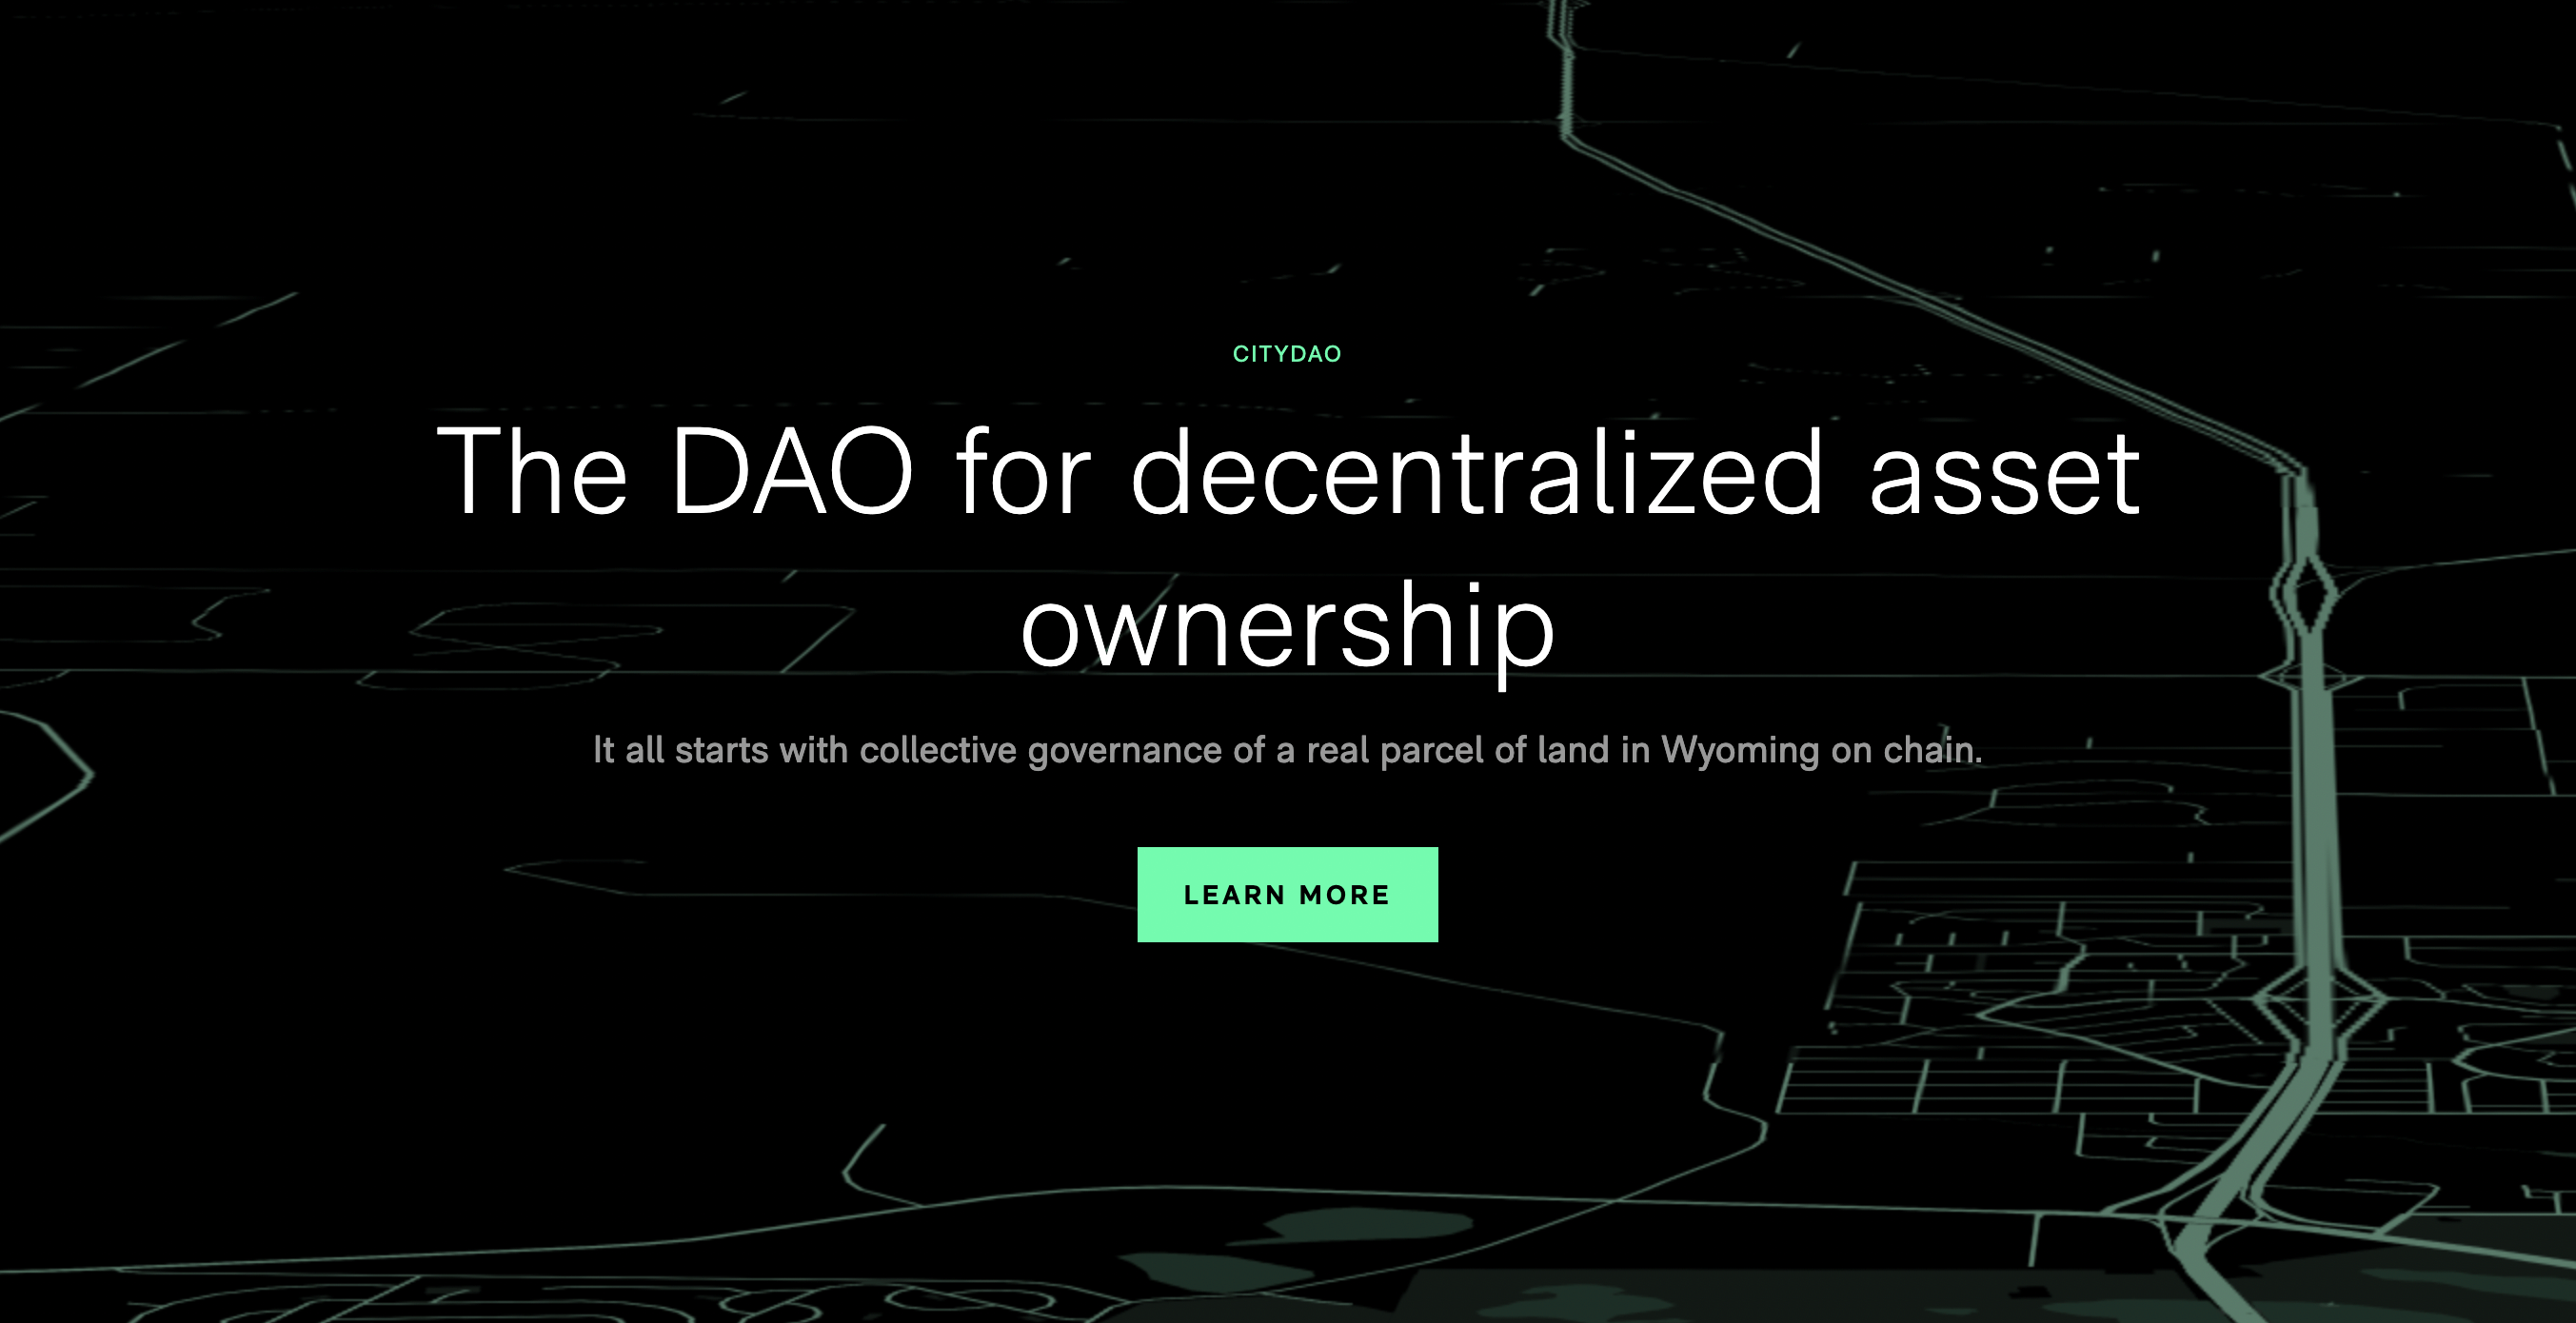 CITYDAO
The DAO for decentralized asset
ownership
It all starts with collective governance of a real parcel of land in Wyoming on chain.
LEARN MORE